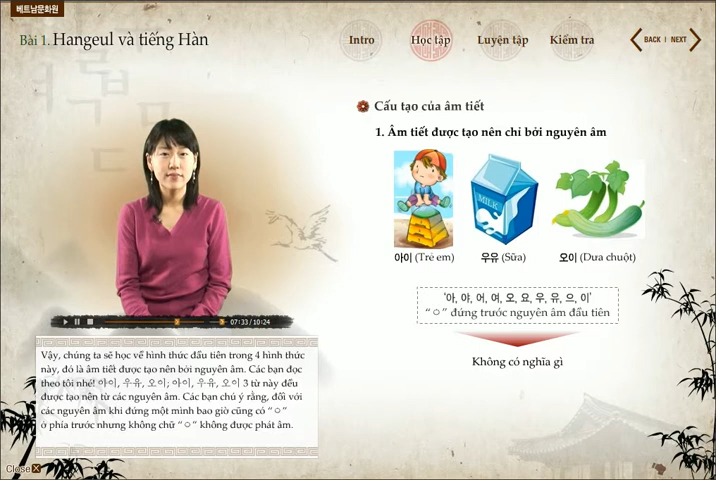 베트남문화원
Bài 1. Hangeul và tiếng Hàn
Intro
Học tập
Luyện tập
Kiểm tra
BACK | NEXT
Cấu tạo của âm tiết
1. Âm tiết được tạo nên chỉ bởi nguyên âm
MILK
아이 (Trẻ em)
우유 (Sữa)
오이 (Dưa chuột)
'아, 야, 어, 여, 오, 요, 우, 유, 으, 이'
“ㅇ” đứng trước nguyên âm đầu tiên
Không có nghĩa gì
2
3
07:33 / 10:24
Vậy, chúng ta sẽ học về hình thức đầu tiên trong 4 hình thức
này, đó là âm tiết được tạo nên bởi nguyên âm. Các bạn đọc
theo tôi nhé! 아이, 우유, 오이; 아이, 우유, 오이 3 từ này đều
được tạo nên từ các nguyên âm. Các bạn chú ý rằng, đối với
các nguyên âm khi đứng một mình bao giờ cũng có “ㅇ”
ở phía trước nhưng không chữ “ㅇ” không được phát âm.
Close X